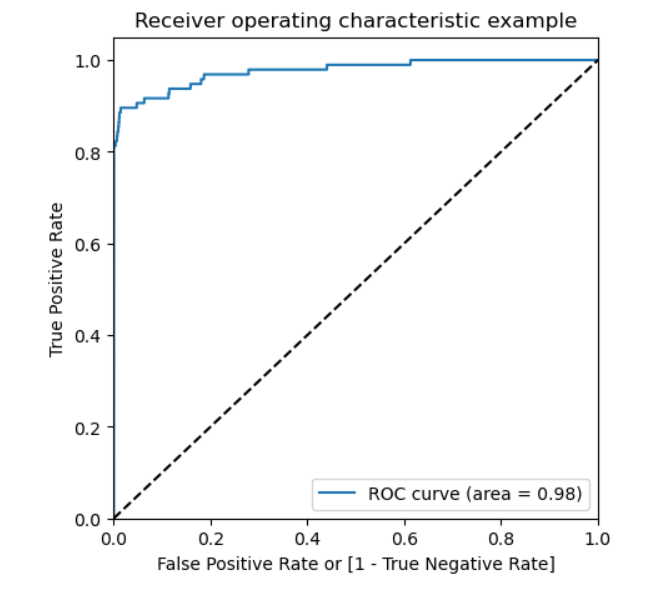 Receiver operating characteristic example
1.0
0.8
0.6
0.4
0.2
0.0
True Positive Rate
ROC curve (area = 0.98)
0.0 0.2 0.4 0.6 0.8 1.0
False Positive Rate or [1 - True Negative Rate]